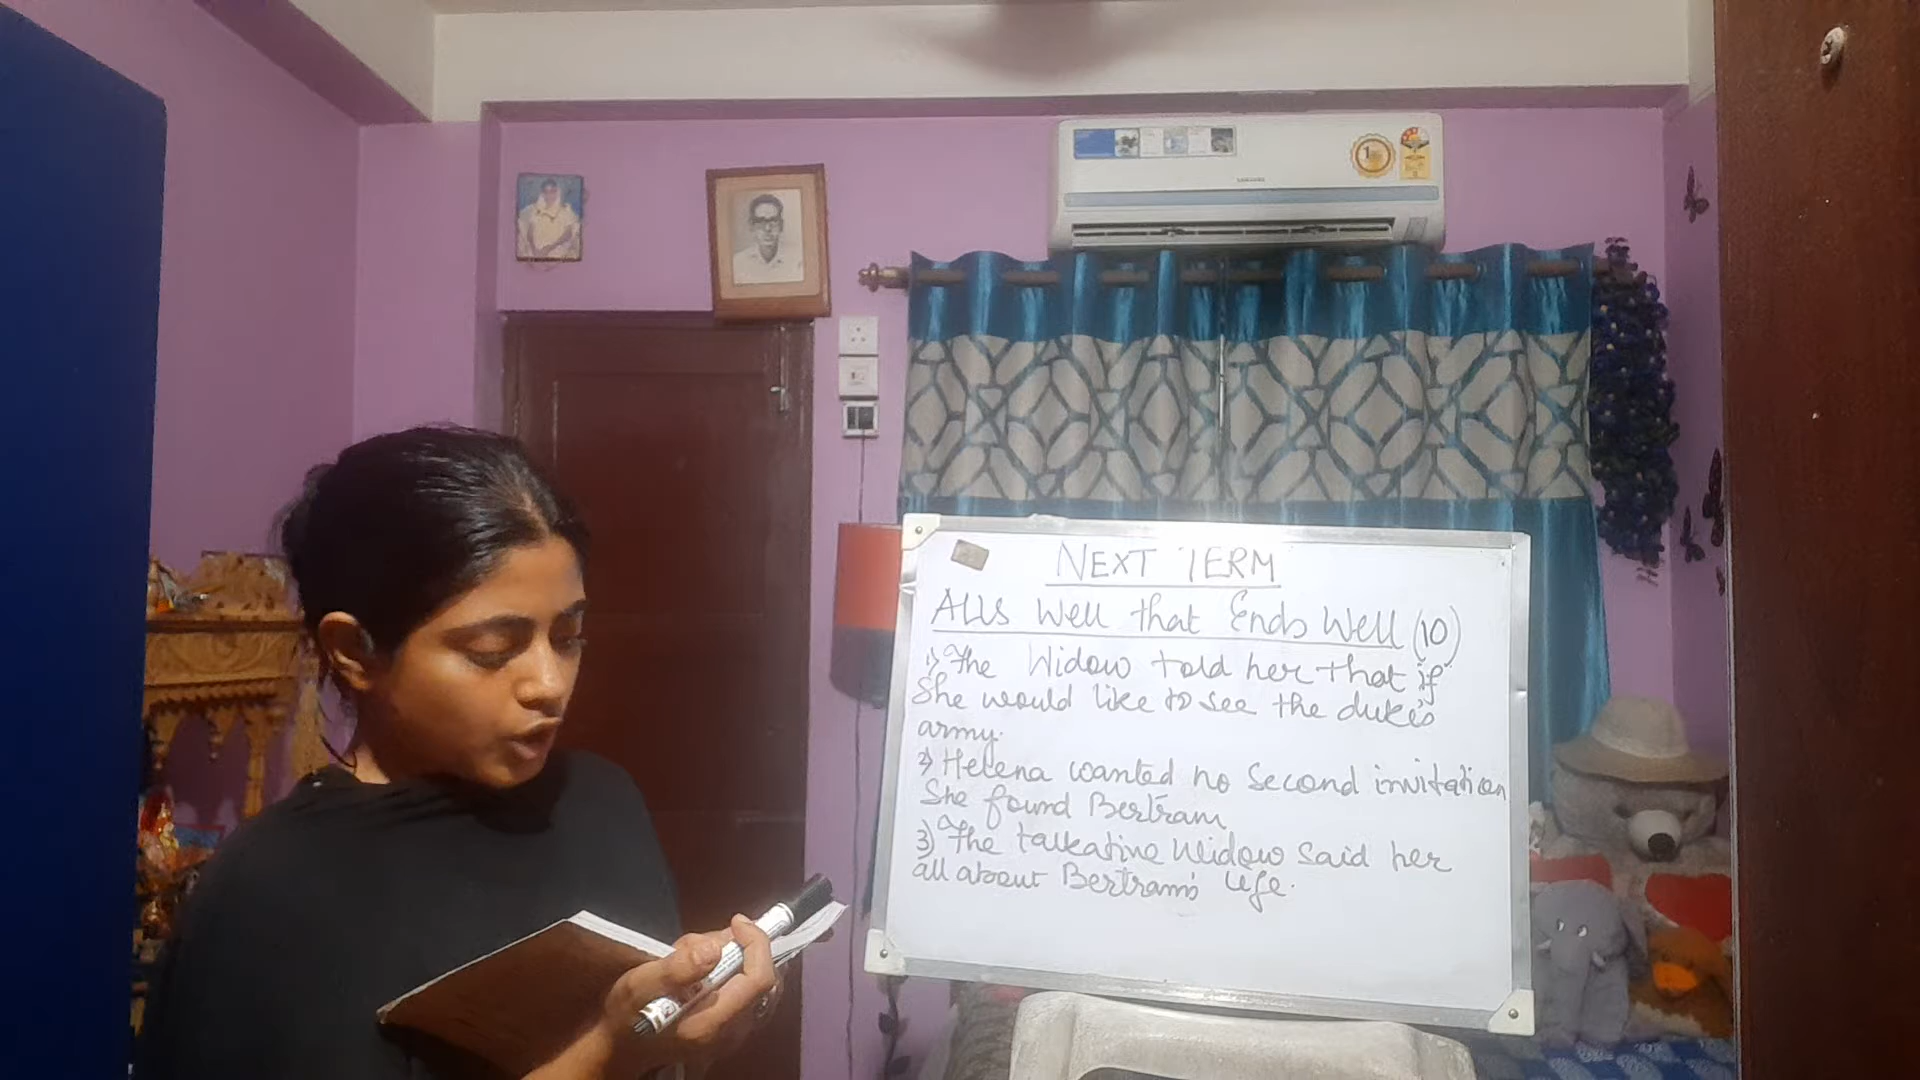 SAMSUNG
NEXT TERM
ALLS Well that Ends Well (10)
1) The Widow told her that if
She would like to see the duke's
army.
2) Helena wanted no Second invitation
She found Bertram
3) The talkative Widow Said her
all about Bertram's life.